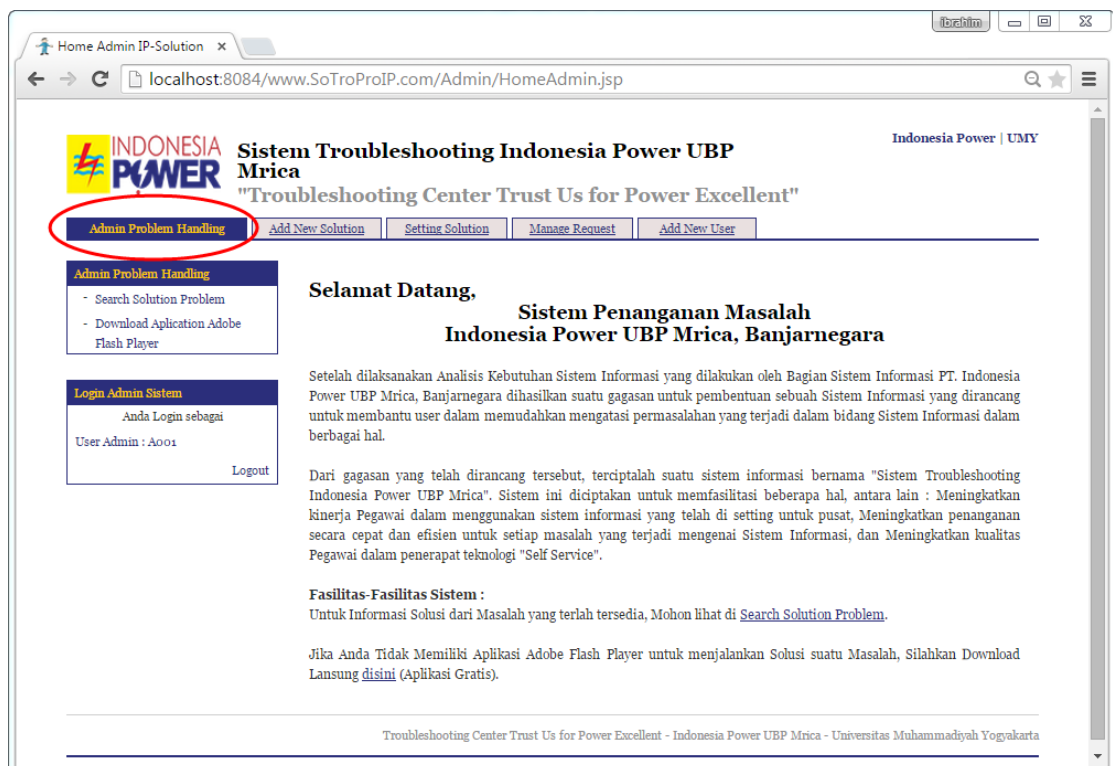 ibrahim
Home Admin IP-Solution
localhost:8084/www.SoTroProIP.com/Admin/HomeAdmin.jsp
INDONESIA
POWER
Sistem Troubleshooting Indonesia Power UBP
Mrica
"Troubleshooting Center Trust Us for Power Excellent"
Indonesia Power | UMY
Admin Problem Handling
Add New Solution
Setting Solution
Manage Request
Add New User
Admin Problem Handling
- Search Solution Problem
- Download Aplication Adobe
Flash Player
Login Admin Sistem
Anda Login sebagai
User Admin : A001
Logout
Selamat Datang,
Sistem Penanganan Masalah
Indonesia Power UBP Mrica, Banjarnegara
Setelah dilaksanakan Analisis Kebutuhan Sistem Informasi yang dilakukan oleh Bagian Sistem Informasi PT. Indonesia
Power UBP Mrica, Banjarnegara dihasilkan suatu gagasan untuk pembentuan sebuah Sistem Informasi yang dirancang
untuk membantu user dalam memudahkan mengatasi permasalahan yang terjadi dalam bidang Sistem Informasi dalam
berbagai hal.
Dari gagasan yang telah dirancang tersebut, terciptalah suatu sistem informasi bernama "Sistem Troubleshooting
Indonesia Power UBP Mrica". Sistem ini diciptakan untuk memfasilitasi beberapa hal, antara lain : Meningkatkan
kinerja Pegawai dalam menggunakan sistem informasi yang telah di setting untuk pusat, Meningkatkan penanganan
secara cepat dan efisien untuk setiap masalah yang terjadi mengenai Sistem Informasi, dan Meningkatkan kualitas
Pegawai dalam penerapat teknologi "Self Service".
Fasilitas-Fasilitas Sistem :
Untuk Informasi Solusi dari Masalah yang terlah tersedia, Mohon lihat di Search Solution Problem.
Jika Anda Tidak Memiliki Aplikasi Adobe Flash Player untuk menjalankan Solusi suatu Masalah, Silahkan Download
Lansung disini (Aplikasi Gratis).
Troubleshooting Center Trust Us for Power Excellent - Indonesia Power UBP Mrica - Universitas Muhammadiyah Yogyakarta